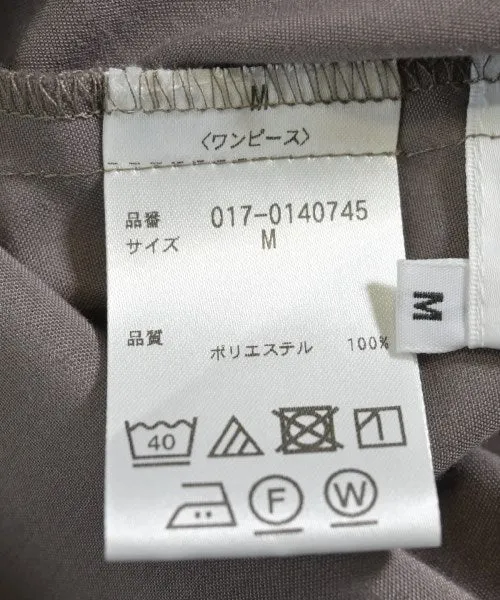 M
〈ワンピース〉
品番 017-0140745
サイズ M
M
品質 ポリエステル 100%
40
F W